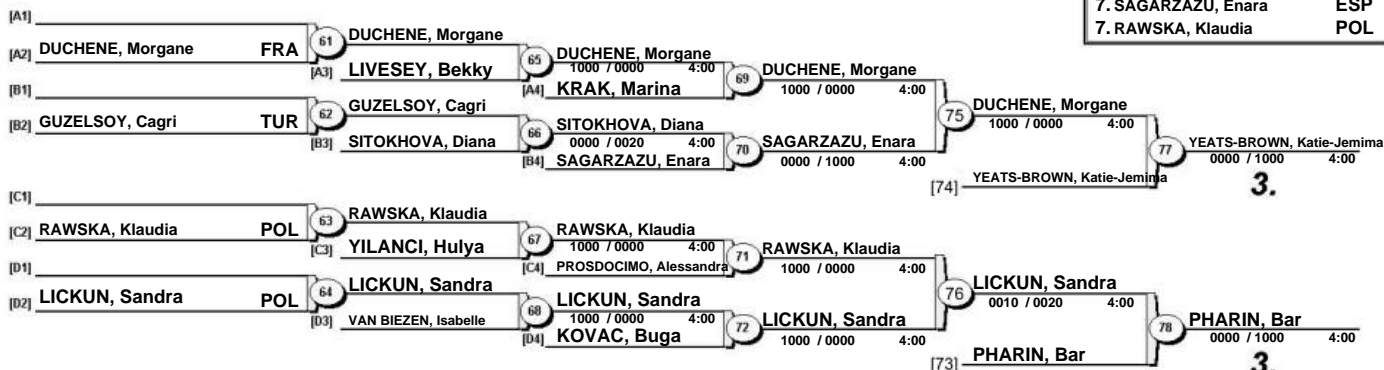 7. SAGARZAZU, Enara ESP
7. RAWSKA, Klaudia POL
[A1]
[A2] DUCHENE, Morgane FRA
61
DUCHENE, Morgane
[A3] LIVESEY, Bekky
65
DUCHENE, Morgane
1000 / 0000 4:00
[A4] KRAK, Marina
69
DUCHENE, Morgane
1000 / 0000 4:00
[B1]
[B2] GUZELSOY, Cagri TUR
62
GUZELSOY, Cagri
[B3] SITOKHOVA, Diana
66
SITOKHOVA, Diana
0000 / 0020 4:00
[B4] SAGARZAZU, Enara
70
SAGARZAZU, Enara
0000 / 1000 4:00
75
DUCHENE, Morgane
1000 / 0000 4:00
[74] YEATS-BROWN, Katie-Jemima
77
YEATS-BROWN, Katie-Jemima
0000 / 1000 4:00
3.
[C1]
[C2] RAWSKA, Klaudia POL
63
RAWSKA, Klaudia
[C3] YILANCI, Hulya
67
RAWSKA, Klaudia
1000 / 0000 4:00
[C4] PROSDOCIMO, Alessandra
71
RAWSKA, Klaudia
1000 / 0000 4:00
[D1]
[D2] LICKUN, Sandra POL
64
LICKUN, Sandra
[D3] VAN BIEZEN, Isabelle
68
LICKUN, Sandra
1000 / 0000 4:00
[D4] KOVAC, Buga
72
LICKUN, Sandra
1000 / 0000 4:00
76
LICKUN, Sandra
0010 / 0020 4:00
[73] PHARIN, Bar
78
PHARIN, Bar
0000 / 1000 4:00
3.